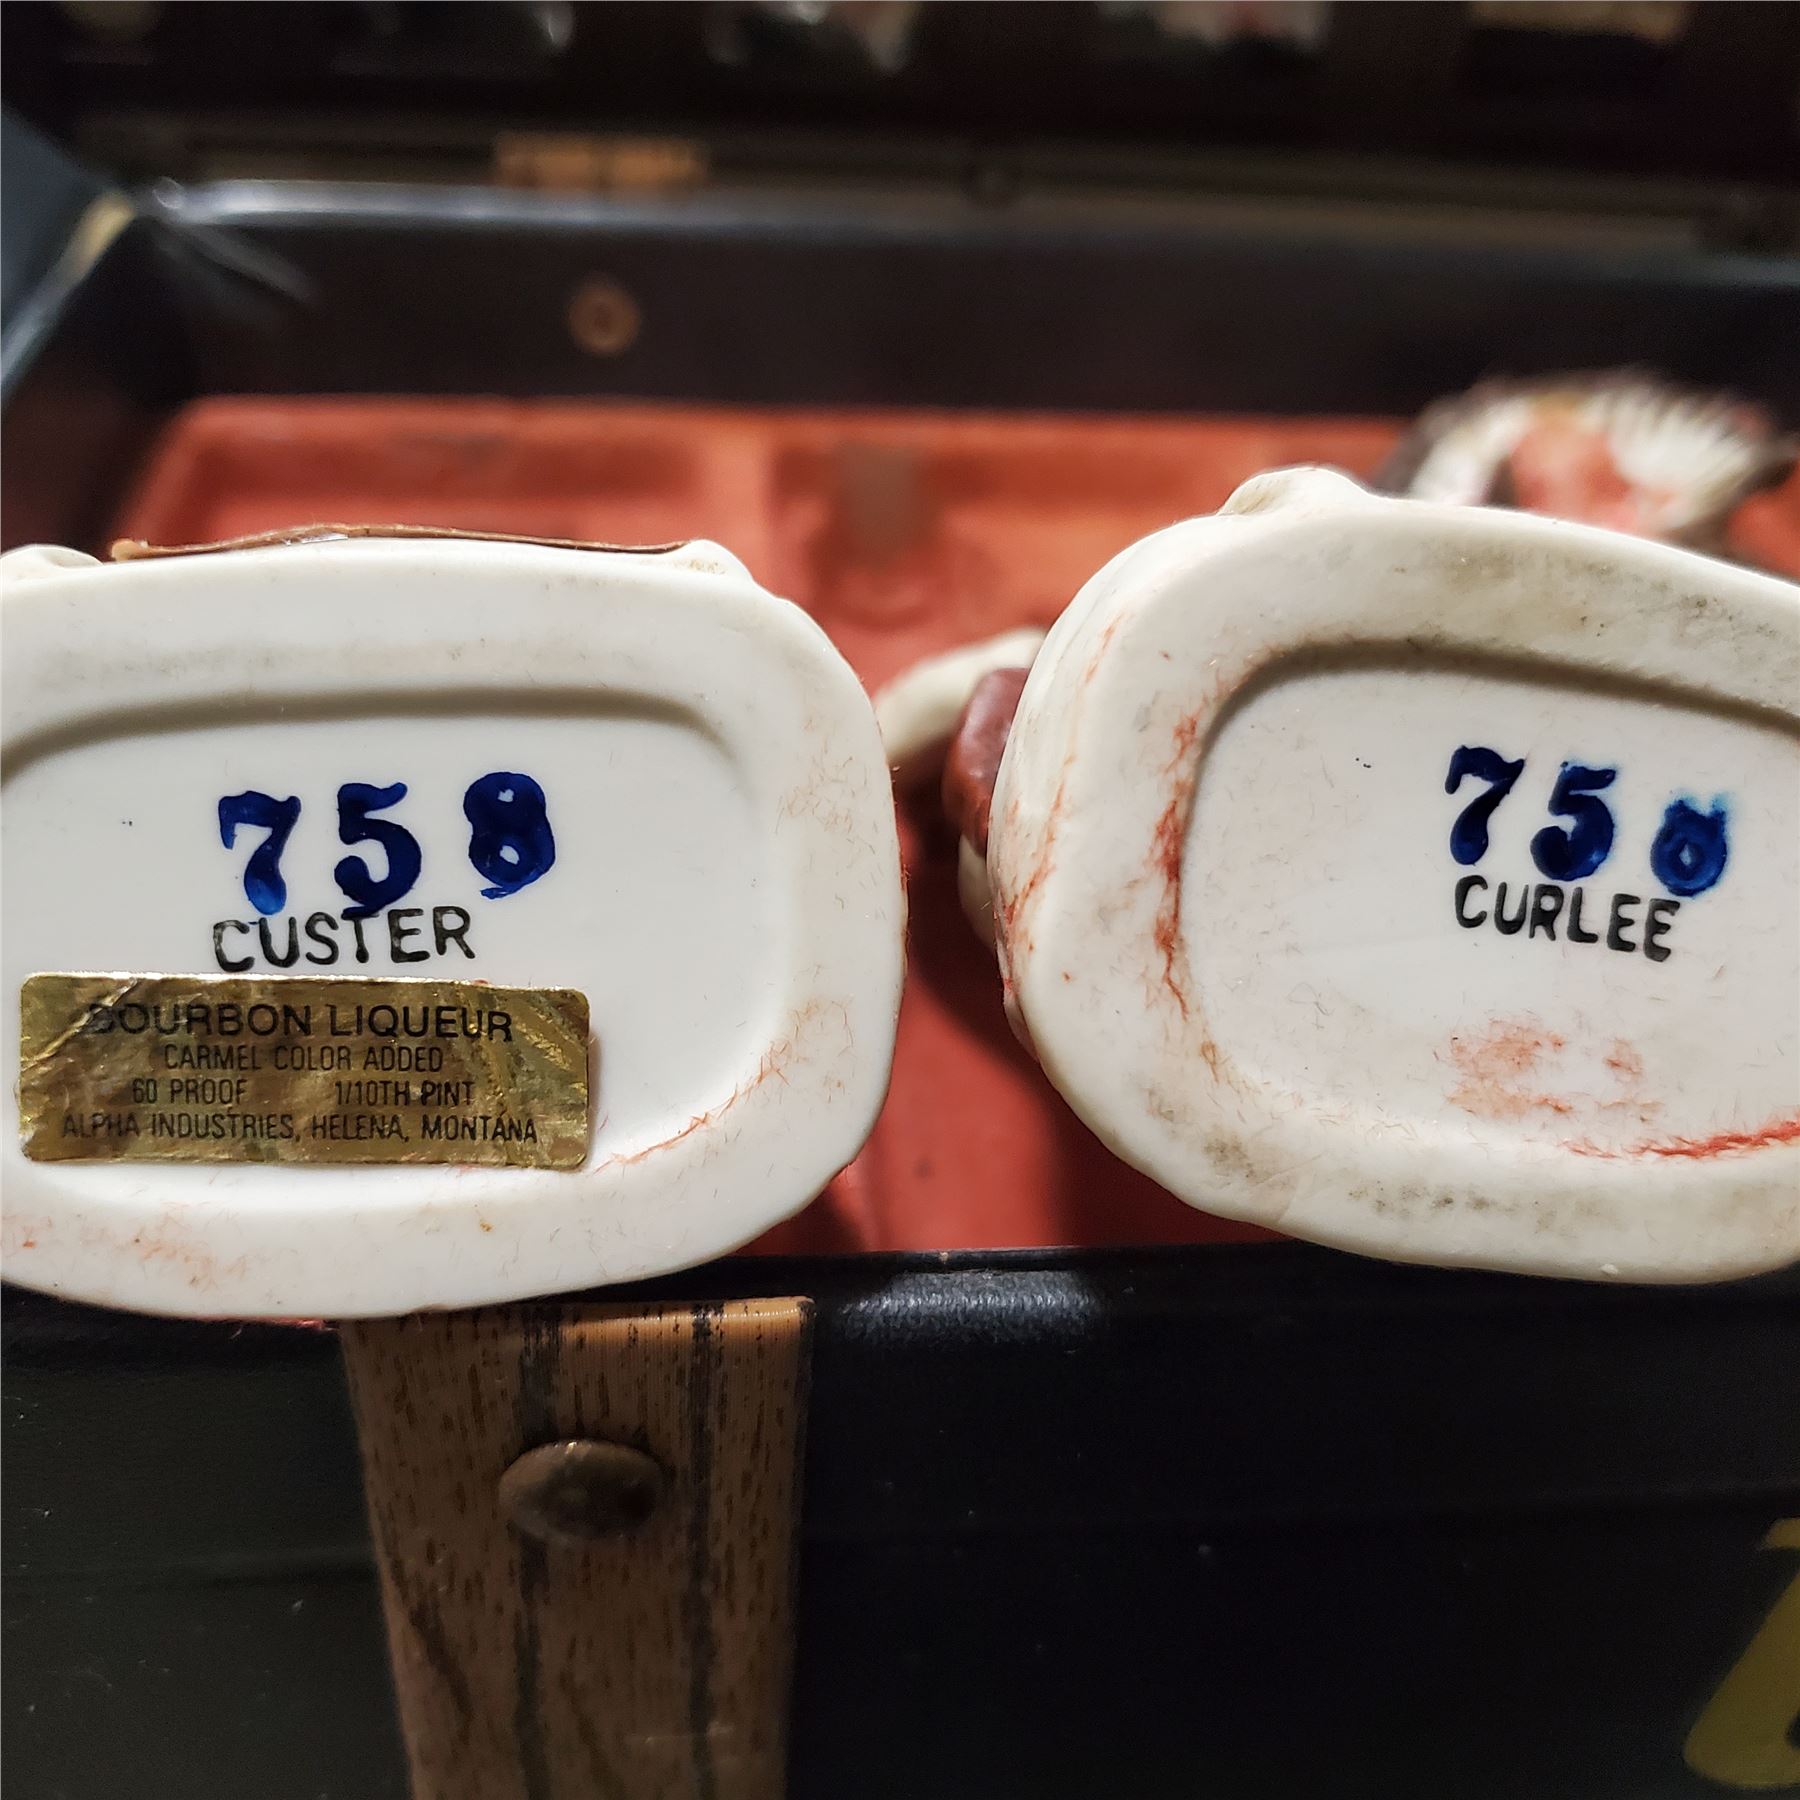 758
CUSTER
BOURBON LIQUEUR
CARMEL COLOR ADDED
60 PROOF 1/10TH PINT
ALPHA INDUSTRIES, HELENA, MONTANA
758
CURLEE